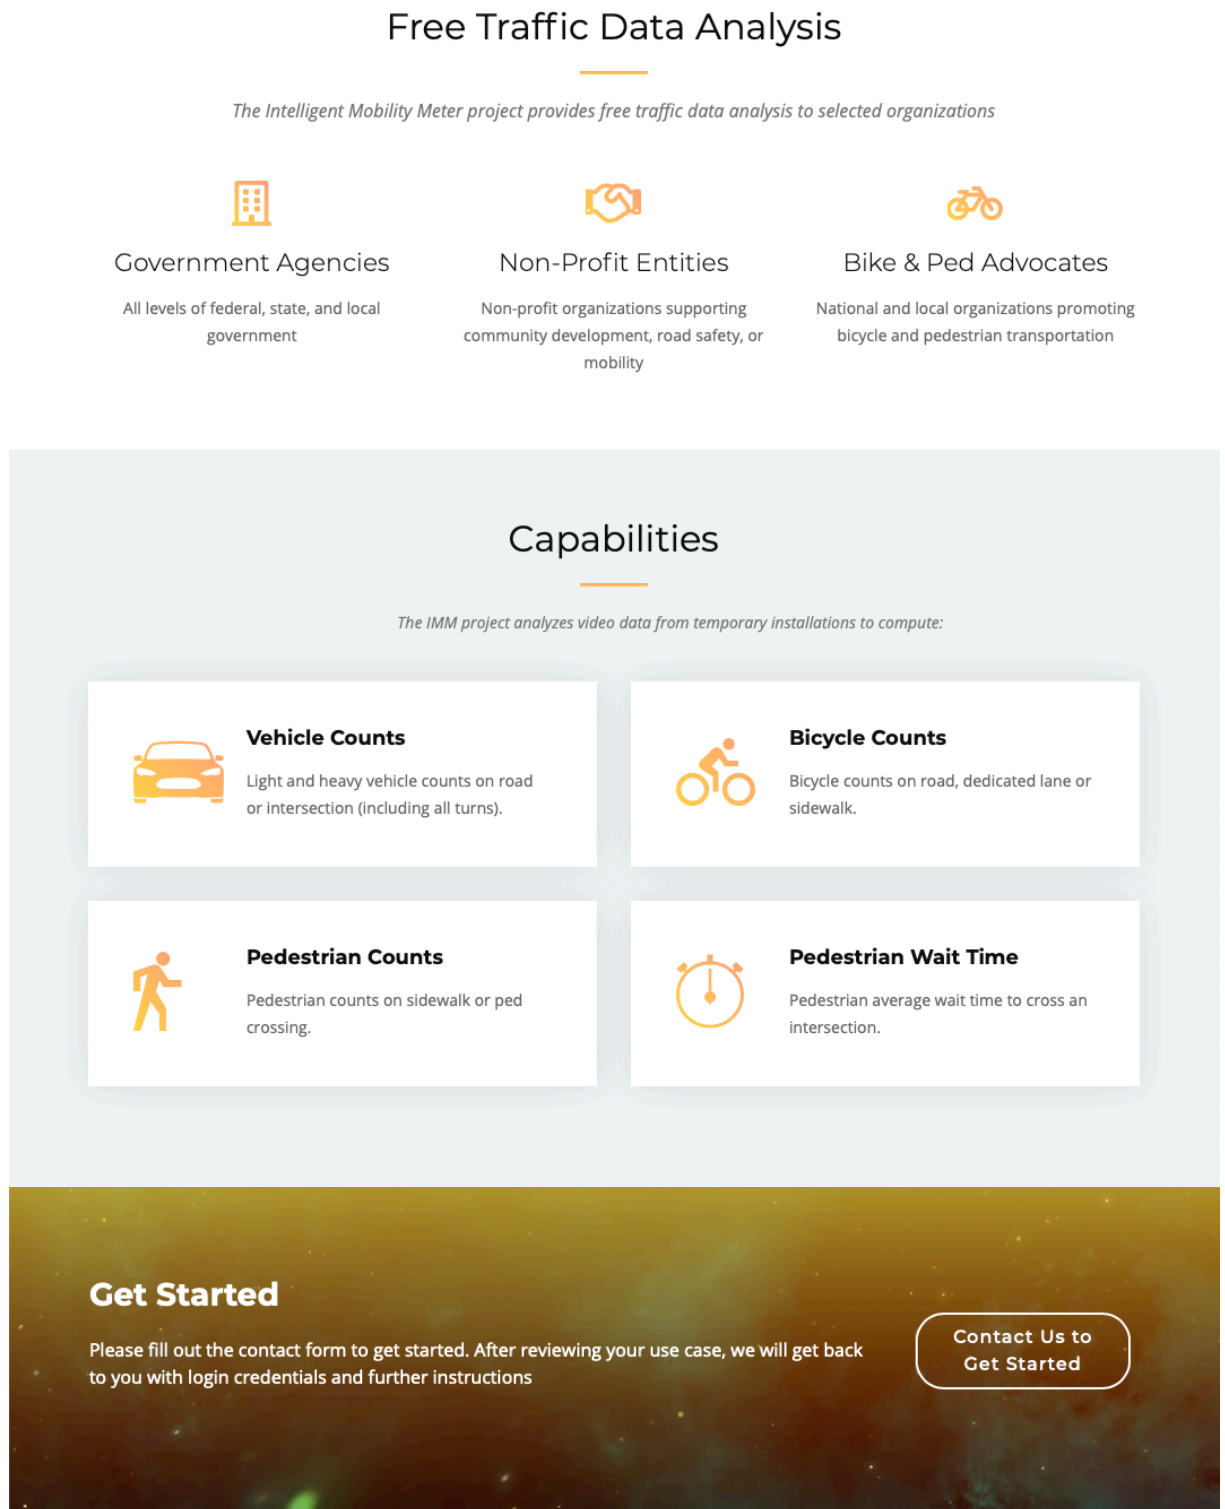 Free Traffic Data Analysis
The Intelligent Mobility Meter project provides free traffic data analysis to selected organizations
Government Agencies
All levels of federal, state, and local
government
Non-Profit Entities
Non-profit organizations supporting
community development, road safety, or
mobility
Bike & Ped Advocates
National and local organizations promoting
bicycle and pedestrian transportation
Capabilities
The IMM project analyzes video data from temporary installations to compute:
Vehicle Counts
Light and heavy vehicle counts on road
or intersection (including all turns).
Bicycle Counts
Bicycle counts on road, dedicated lane or
sidewalk.
Pedestrian Counts
Pedestrian counts on sidewalk or ped
crossing.
Pedestrian Wait Time
Pedestrian average wait time to cross an
intersection.
Get Started
Please fill out the contact form to get started. After reviewing your use case, we will get back
to you with login credentials and further instructions
Contact Us to
Get Started